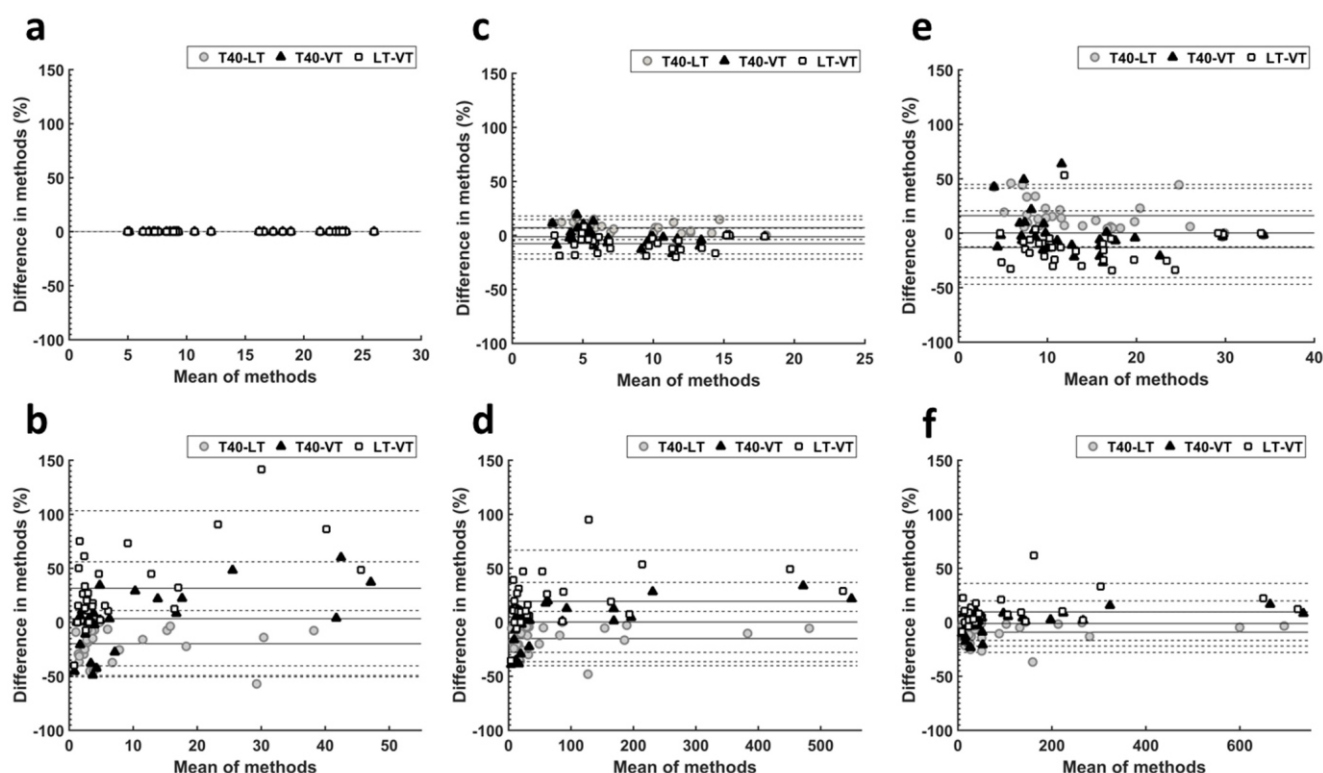 a
T40-LT T40-VT LT-VT
Difference in methods (%)
150
100
50
0
-50
-100
0 5 10 15 20 25 30
Mean of methods
c
T40-LT T40-VT LT-VT
Difference in methods (%)
150
100
50
0
-50
-100
0 5 10 15 20 25
Mean of methods
e
T40-LT T40-VT LT-VT
Difference in methods (%)
150
100
50
0
-50
-100
0 10 20 30 40
Mean of methods
b
T40-LT T40-VT LT-VT
Difference in methods (%)
150
100
50
0
-50
-100
0 10 20 30 40 50
Mean of methods
d
T40-LT T40-VT LT-VT
Difference in methods (%)
150
100
50
0
-50
-100
0 100 200 300 400 500
Mean of methods
f
T40-LT T40-VT LT-VT
Difference in methods (%)
150
100
50
0
-50
-100
0 200 400 600
Mean of methods